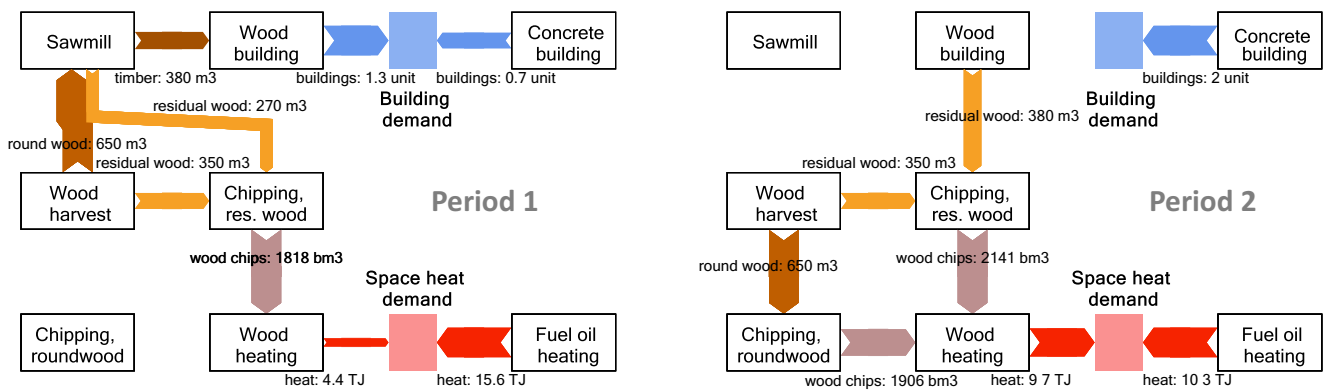 Sawmill
Wood
building
Concrete
building
timber: 380 m3
buildings: 1.3 unit
buildings: 0.7 unit
residual wood: 270 m3
Building
demand
round wood: 650 m3
residual wood: 350 m3
Wood
harvest
Chipping,
res. wood
Period 1
wood chips: 1818 bm3
Space heat
demand
Chipping,
roundwood
Wood
heating
Fuel oil
heating
heat: 4.4 TJ
heat: 15.6 TJ
Sawmill
Wood
building
Concrete
building
buildings: 2 unit
Building
demand
residual wood: 380 m3
residual wood: 350 m3
Wood
harvest
Chipping,
res. wood
Period 2
round wood: 650 m3
wood chips: 2141 bm3
Space heat
demand
Chipping,
roundwood
Wood
heating
Fuel oil
heating
wood chips: 1906 bm3
heat: 9 7 TJ
heat: 10 3 TJ